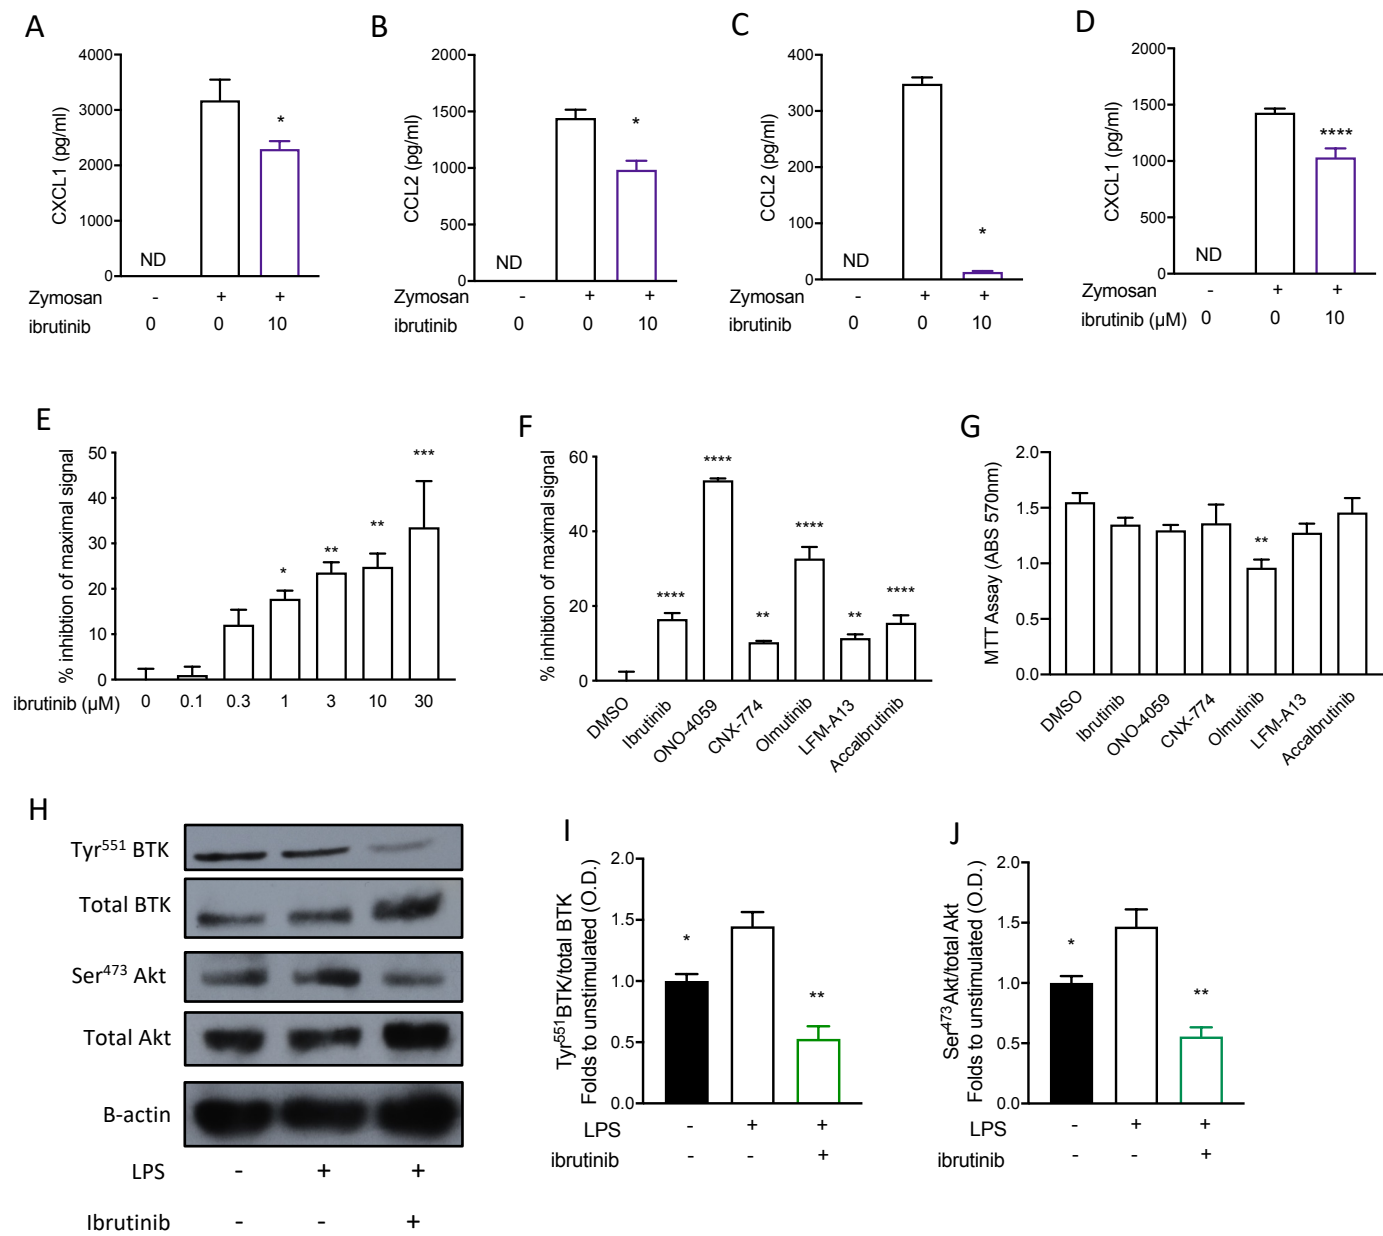 A
CXCL1 (pg/ml)
4000
3000
2000
1000
0
ND
*
Zymosan - + +
ibrutinib 0 0 10
B
CCL2 (pg/ml)
2000
1500
1000
500
0
ND
*
Zymosan - + +
ibrutinib 0 0 10
C
CCL2 (pg/ml)
400
300
200
100
0
ND
*
Zymosan - + +
ibrutinib 0 0 10
D
CXCL1 (pg/ml)
2000
1500
1000
500
0
ND
****
Zymosan - + +
ibrutinib (µM) 0 0 10
E
% inhibtion of maximal signal
50
40
30
20
10
0
* ** ** ***
ibrutinib (µM) 0 0.1 0.3 1 3 10 30
F
% inhibtion of maximal signal
60
40
20
0
**** **** ** **** ** ****
DMSO
Ibrutinib
ONO-4059
CNX-774
Olmutinib
LFM-A13
Accalbrutinib
G
MTT Assay (ABS 570nm)
2.0
1.5
1.0
0.5
0.0
**
DMSO
Ibrutinib
ONO-4059
CNX-774
Olmutinib
LFM-A13
Accalbrutinib
H
Tyr⁵⁵¹ BTK
Total BTK
Ser⁴⁷³ Akt
Total Akt
B-actin
LPS - + +
Ibrutinib - - +
I
Tyr⁵⁵¹BTK/total BTK
Folds to unstimulated (O.D.)
2.0
1.5
1.0
0.5
0.0
* **
LPS - + +
ibrutinib - - +
J
Ser⁴⁷³Akt/total Akt
Folds to unstimulated (O.D.)
2.0
1.5
1.0
0.5
0.0
* **
LPS - + +
ibrutinib - - +